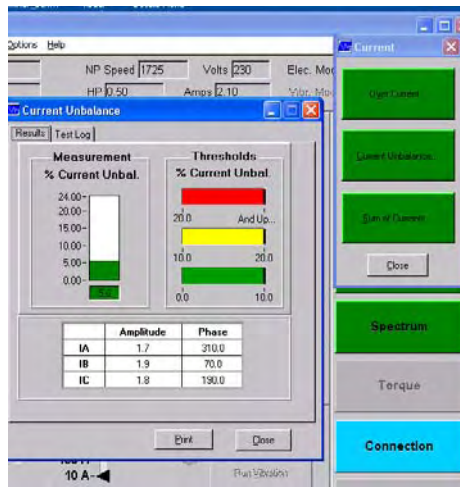 Options Help
NP Speed 1725 Volts 230 Elec. Mod
HP 0.50 Amps 2.10 Vibr. Mod
Current Unbalance
Results Test Log
Measurement
% Current Unbal.
24.00
20.00
15.00
10.00
5.00
0.00
Thresholds
% Current Unbal.
20.0 And Up...
10.0 20.0
0.0 10.0
Amplitude Phase
IA 1.7 310.0
IB 1.9 70.0
IC 1.8 190.0
Print Close
10 A
Run Vibration
Current
Over Current
Current Unbalance
Sum of Currents
Close
Spectrum
Torque
Connection